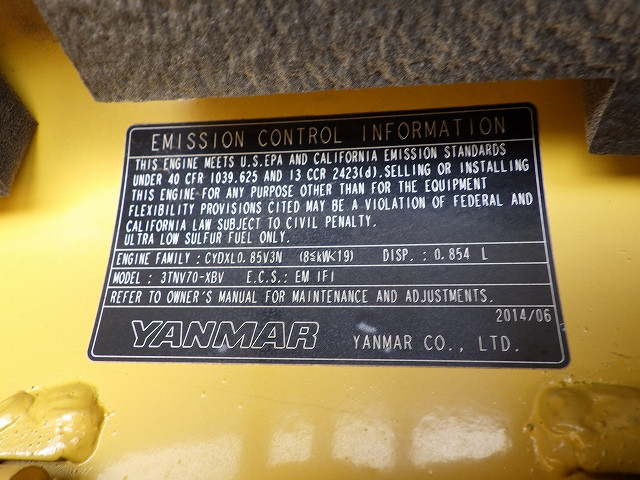 EMISSION CONTROL INFORMATION
THIS ENGINE MEETS U.S.EPA AND CALIFORNIA EMISSION STANDARDS
UNDER 40 CFR 1039.625 AND 13 CCR 2423(d).SELLING OR INSTALLING
THIS ENGINE FOR ANY PURPOSE OTHER THAN FOR THE EQUIPMENT
FLEXIBILITY PROVISIONS CITED MAY BE A VIOLATION OF FEDERAL AND
CALIFORNIA LAW SUBJECT TO CIVIL PENALTY.
ULTRA LOW SULFUR FUEL ONLY.
ENGINE FAMILY : CYDXL0.85V3N (8≦kW<19) DISP. : 0.854 L
MODEL : 3TNV70-XBV E.C.S.: EM IFI
REFER TO OWNER'S MANUAL FOR MAINTENANCE AND ADJUSTMENTS.
2014/06
YANMAR YANMAR CO., LTD.